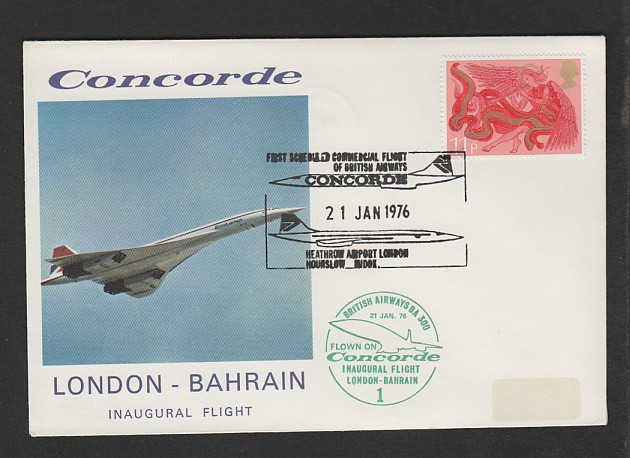 Concorde
11P
FIRST SCHEDULED COMMERCIAL FLIGHT
OF BRITISH AIRWAYS
CONCORDE
21 JAN 1976
HEATHROW AIRPORT LONDON
HOUNSLOW MIDDX.
BRITISH AIRWAYS BA 300
21 JAN. 76
FLOWN ON
Concorde
INAUGURAL FLIGHT
LONDON-BAHRAIN
1
LONDON - BAHRAIN
INAUGURAL FLIGHT